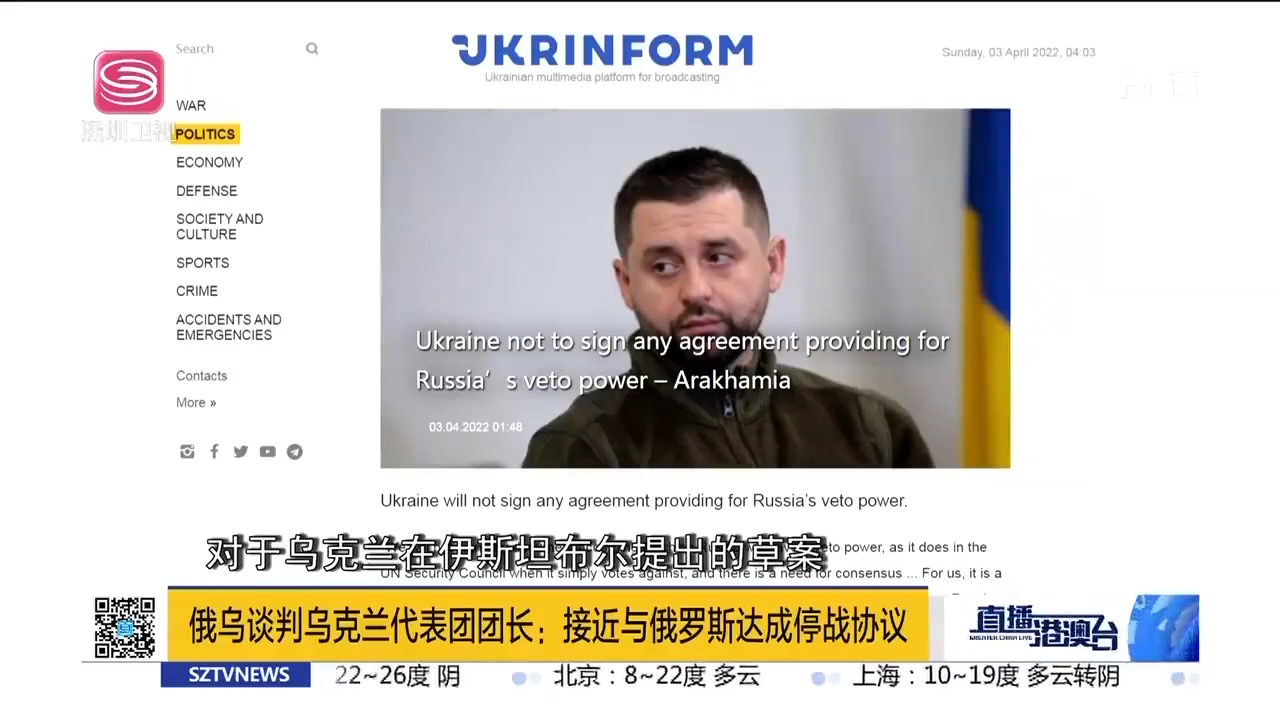 Search
UKRINFORM
Ukrainian multimedia platform for broadcasting
Sunday, 03 April 2022, 04:03
深圳卫视
WAR
POLITICS
ECONOMY
DEFENSE
SOCIETY AND
CULTURE
SPORTS
CRIME
ACCIDENTS AND
EMERGENCIES
Contacts
More »
Ukraine not to sign any agreement providing for
Russia's veto power – Arakhamia
03.04.2022 01:48
Ukraine will not sign any agreement providing for Russia's veto power.
veto power, as it does in the
对于乌克兰在伊斯坦布尔提出的草案
UN Security Council when it simply votes against, and there is a need for consensus ... For us, it is a
俄乌谈判乌克兰代表团团长：接近与俄罗斯达成停战协议
直播港澳台
SZTVNEWS
22~26度 阴
北京：8~22度 多云
上海：10~19度 多云转阴